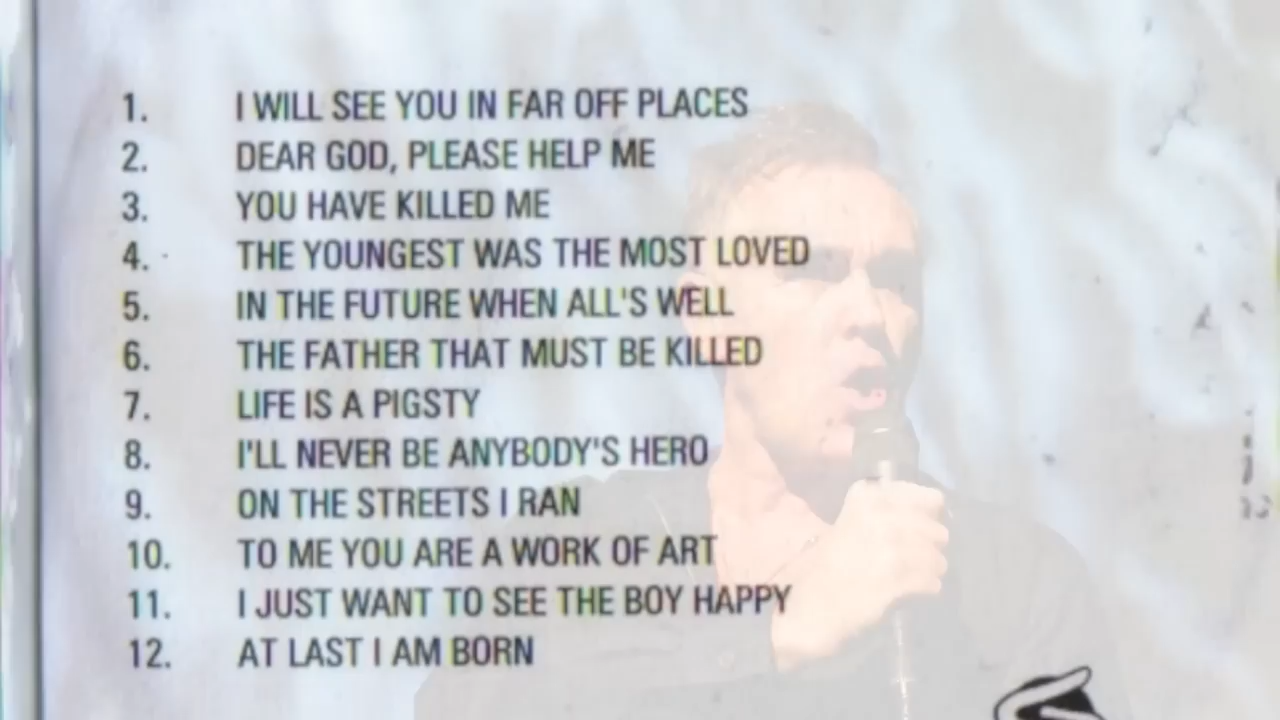 1. I WILL SEE YOU IN FAR OFF PLACES
2. DEAR GOD, PLEASE HELP ME
3. YOU HAVE KILLED ME
4. THE YOUNGEST WAS THE MOST LOVED
5. IN THE FUTURE WHEN ALL'S WELL
6. THE FATHER THAT MUST BE KILLED
7. LIFE IS A PIGSTY
8. I'LL NEVER BE ANYBODY'S HERO
9. ON THE STREETS I RAN
10. TO ME YOU ARE A WORK OF ART
11. I JUST WANT TO SEE THE BOY HAPPY
12. AT LAST I AM BORN